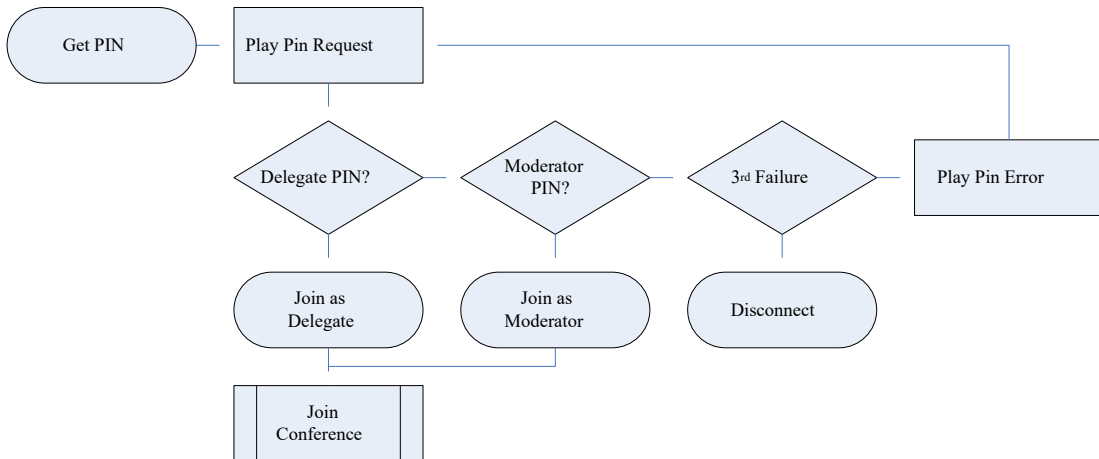 Get PIN
Play Pin Request
Delegate PIN?
Moderator
PIN?
3rd Failure
Play Pin Error
Join as
Delegate
Join as
Moderator
Disconnect
Join
Conference